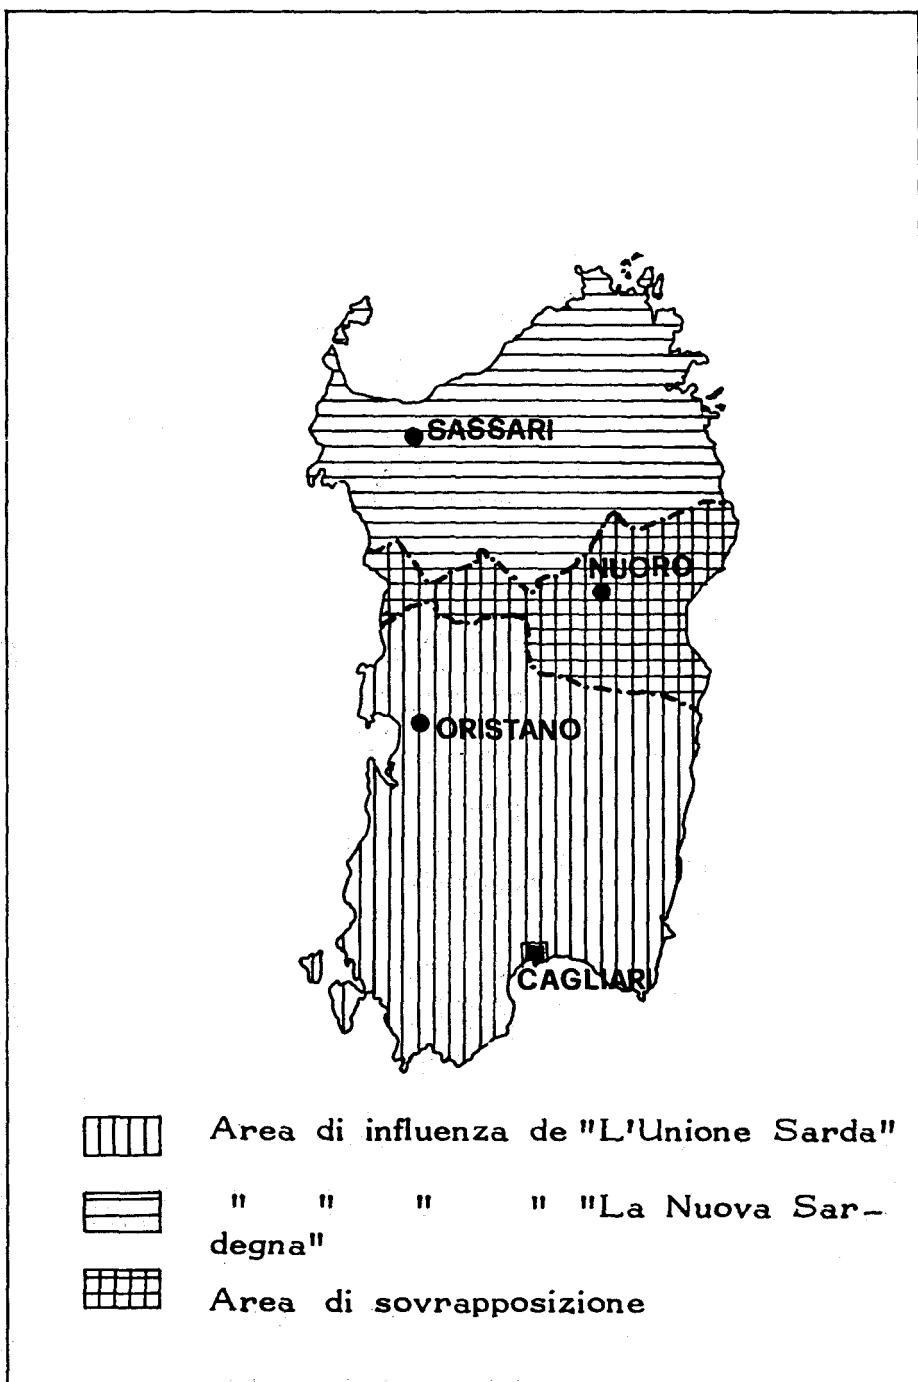 SASSARI
NUORO
ORISTANO
CAGLIARI
Area di influenza de "L'Unione Sarda"
" " " " "La Nuova Sar-
degna"
Area di sovrapposizione